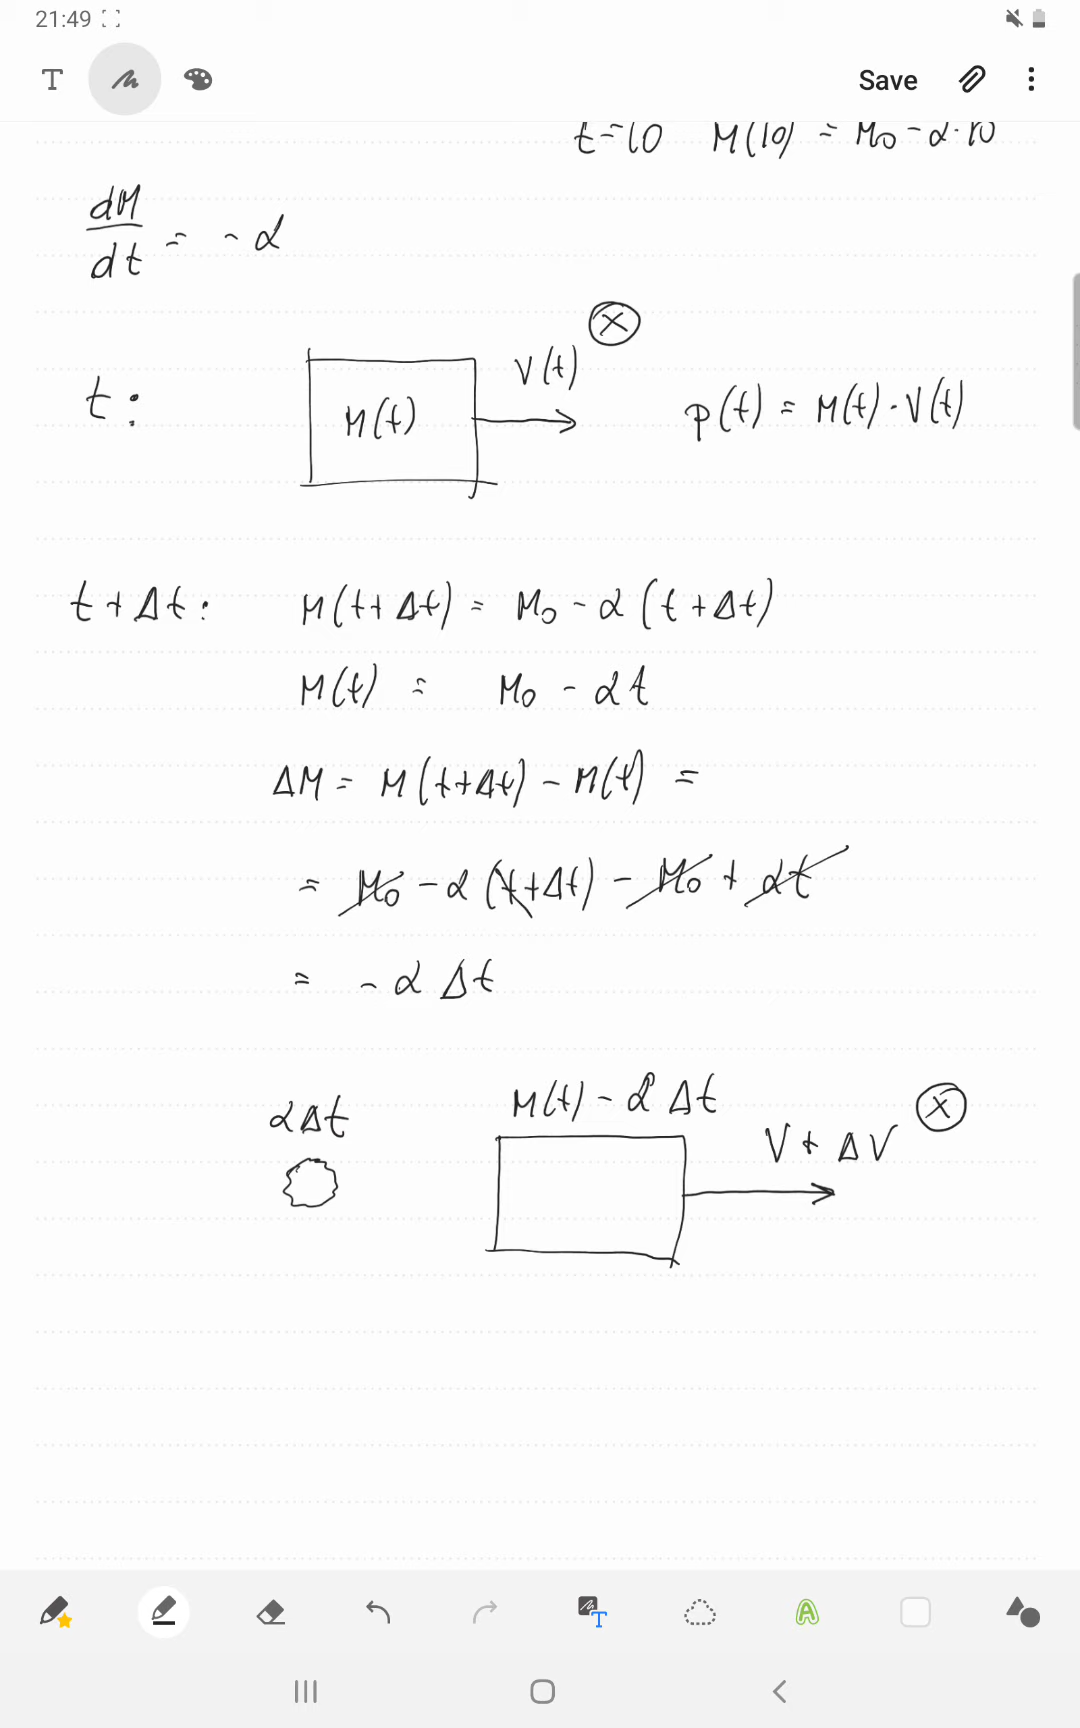 21:49
T Save
t=10 M(10) = M₀ - α·10
dM/dt = -α
t: M(t) V(t) ⊗ p(t) = M(t)·V(t)
t+Δt: M(t+Δt) = M₀ - α(t+Δt)
M(t) = M₀ - αt
ΔM = M(t+Δt) - M(t) =
= M₀ - α(t+Δt) - M₀ + αt
= -αΔt
αΔt M(t) - αΔt V+ΔV ⊗
T A